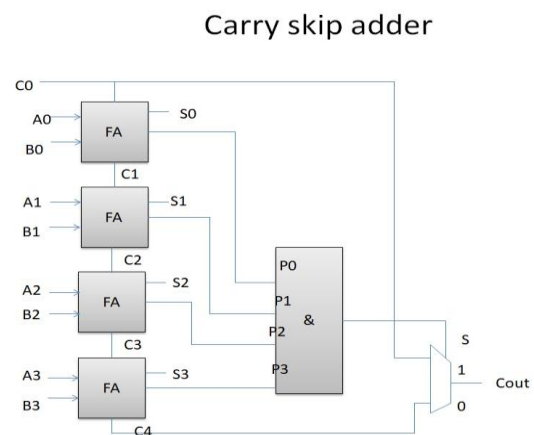 Carry skip adder
C0
A0
B0
FA
S0
C1
A1
B1
FA
S1
C2
A2
B2
FA
S2
C3
A3
B3
FA
S3
C4
P0
P1
P2
P3
&
S
1
0
Cout